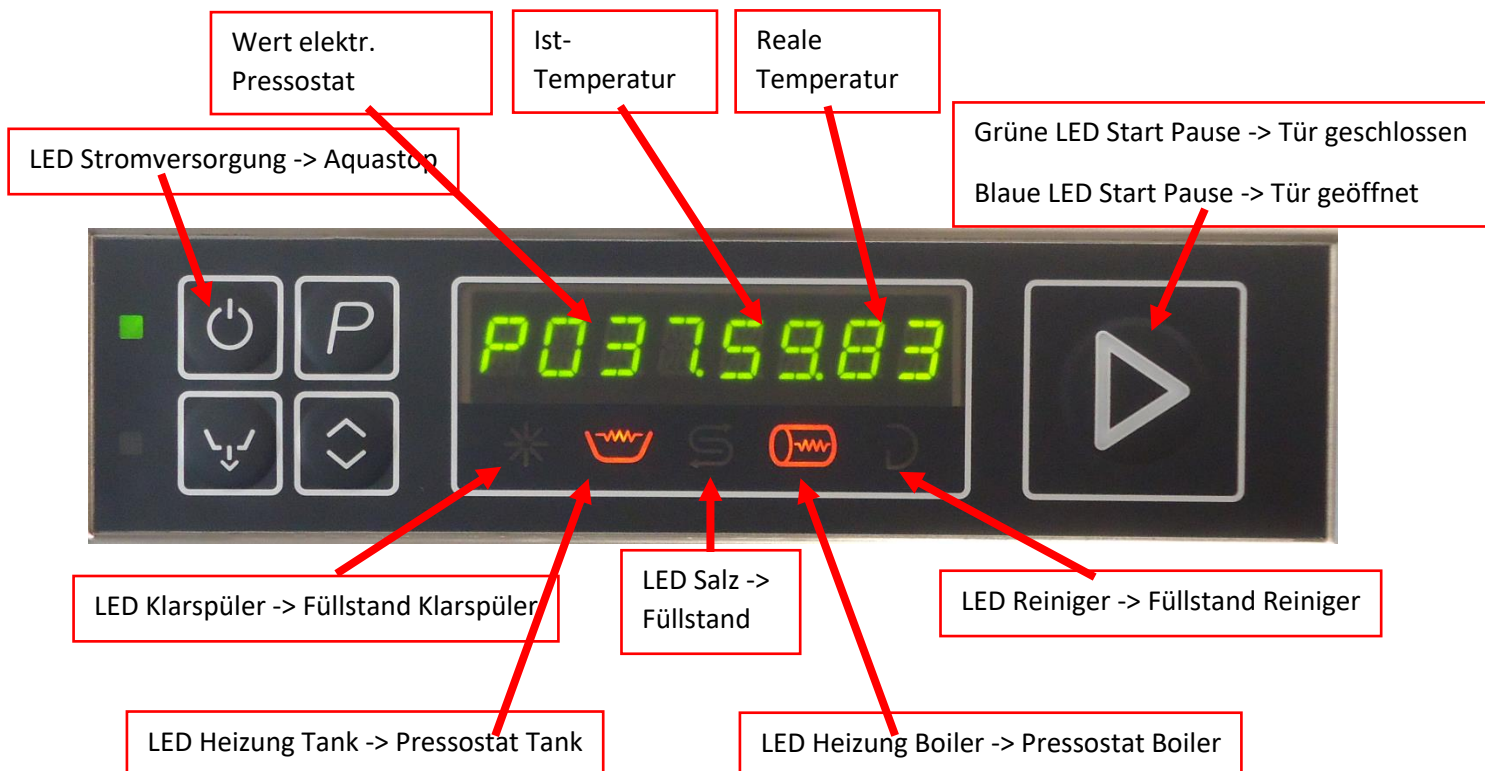 Wert elektr.
Pressostat
Ist-
Temperatur
Reale
Temperatur
Grüne LED Start Pause -> Tür geschlossen
Blaue LED Start Pause -> Tür geöffnet
LED Stromversorgung -> Aquastop
P
P037.59.83
LED Klarspüler -> Füllstand Klarspüler
LED Salz ->
Füllstand
LED Reiniger -> Füllstand Reiniger
LED Heizung Tank -> Pressostat Tank
LED Heizung Boiler -> Pressostat Boiler